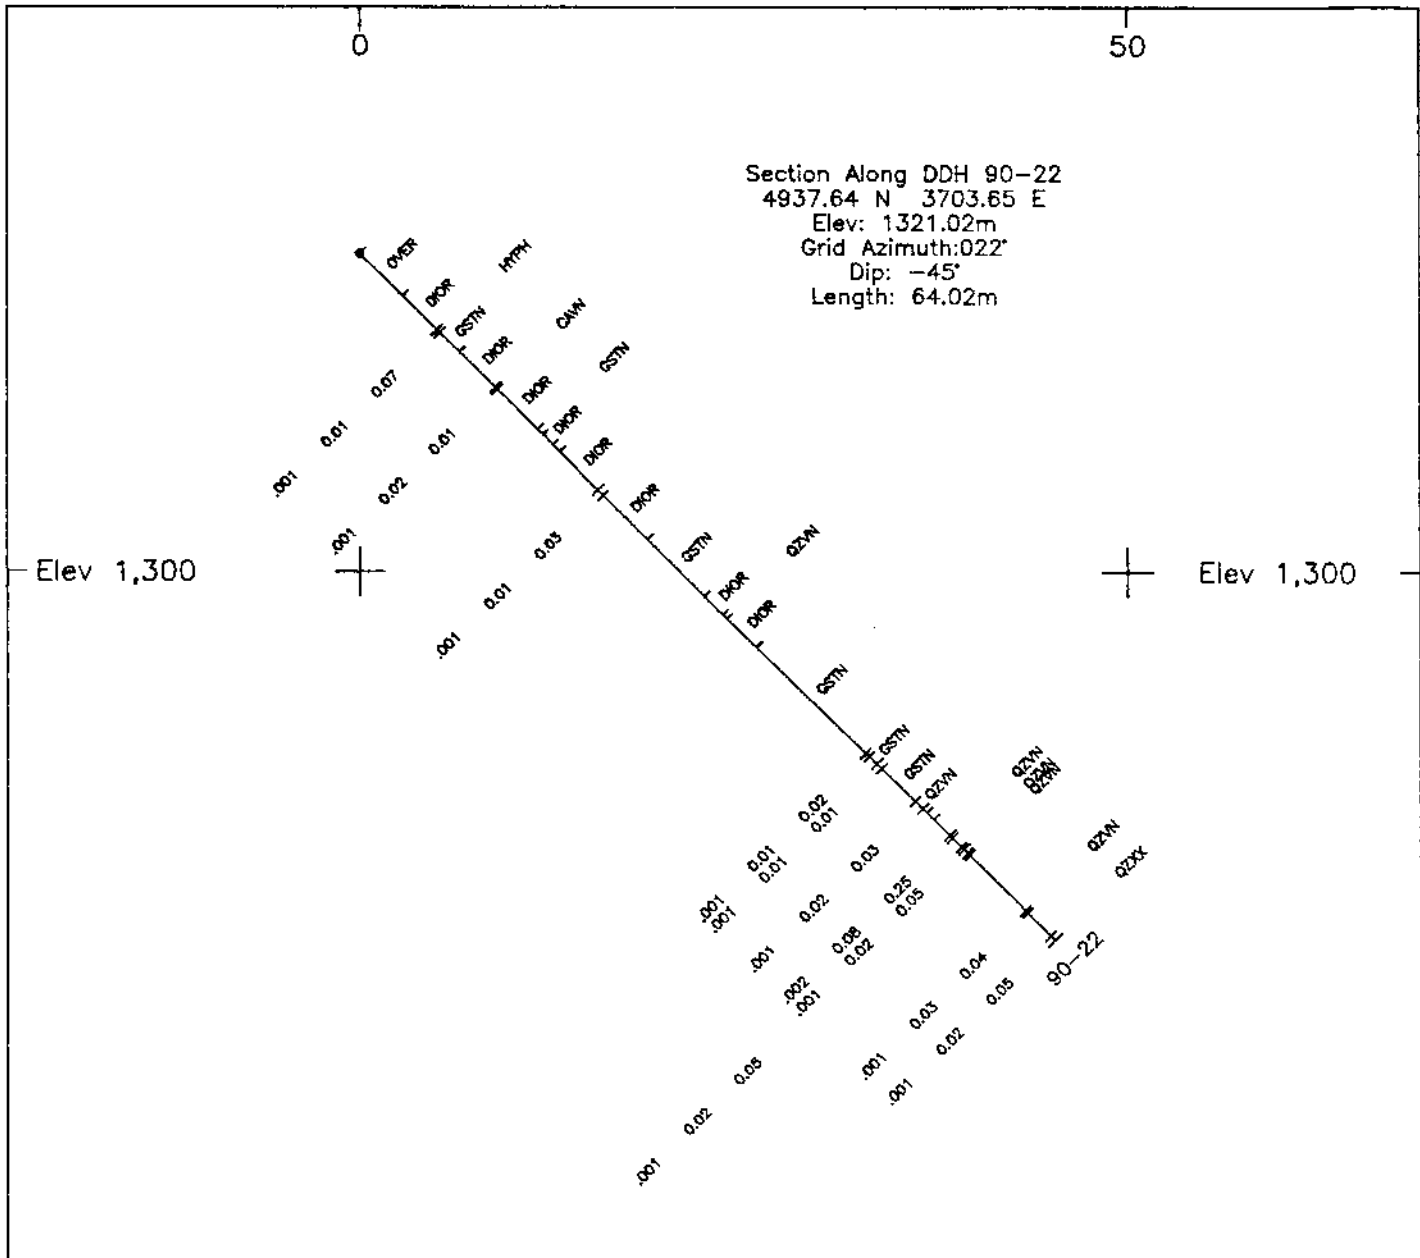 0
50
Section Along DDH 90-22
4937.64 N 3703.65 E
Elev: 1321.02m
Grid Azimuth:022°
Dip: -45°
Length: 64.02m
OVER
HYPH
DIOR
GSTN
CAVN
DIOR
GSTN
DIOR
DIOR
DIOR
DIOR
GSTN
QZVN
DIOR
DIOR
GSTN
GSTN
GSTN
QZVN
QZVN
QZVN
QZVN
QZVN
QZXX
90-22
Elev 1,300
Elev 1,300
0.07
0.01
.001
0.01
0.02
.001
0.03
0.01
.001
0.02
0.01
0.01
0.01
.001
.001
0.03
0.02
.001
0.25
0.05
0.08
0.02
.002
.001
0.04
0.03
.001
0.05
0.02
.001
0.05
0.02
.001